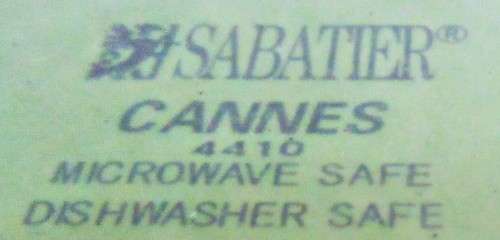 SABATIER®
CANNES
4410
MICROWAVE SAFE
DISHWASHER SAFE